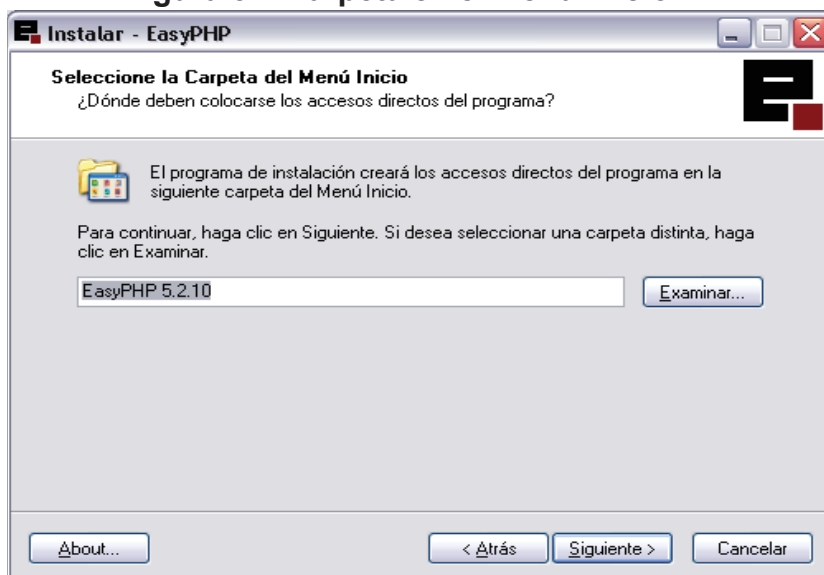 Instalar - EasyPHP
Seleccione la Carpeta del Menú Inicio
¿Dónde deben colocarse los accesos directos del programa?
El programa de instalación creará los accesos directos del programa en la
siguiente carpeta del Menú Inicio.
Para continuar, haga clic en Siguiente. Si desea seleccionar una carpeta distinta, haga
clic en Examinar.
EasyPHP 5.2.10
Examinar...
About...
< Atrás
Siguiente >
Cancelar